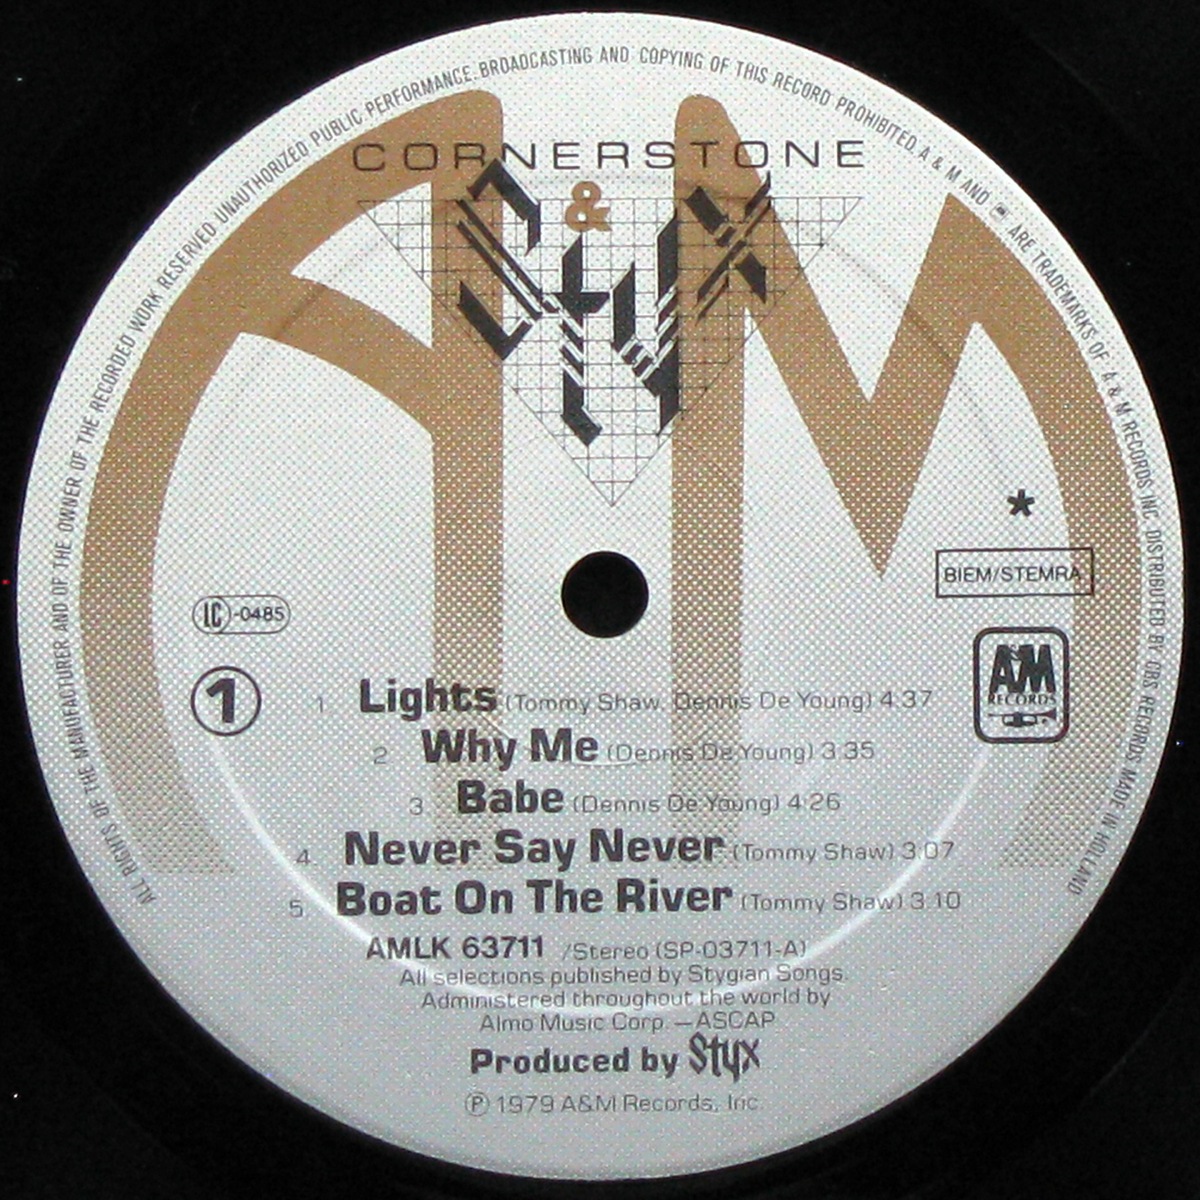 ALL RIGHTS OF THE MANUFACTURER AND OF THE OWNER OF THE RECORDED WORK RESERVED UNAUTHORIZED PUBLIC PERFORMANCE. BROADCASTING AND COPYING OF THIS RECORD PROHIBITED. A & M AND ARE TRADEMARKS OF A & M RECORDS INC. DISTRIBUTED BY CBS RECORDS MADE IN HOLLAND
CORNERSTONE
A&M
Styx
*
BIEM/STEMRA
LC-0485
1
A&M
RECORDS
1 Lights (Tommy Shaw, Dennis De Young) 4:37
2 Why Me (Dennis De Young) 3:35
3 Babe (Dennis De Young) 4:26
4 Never Say Never (Tommy Shaw) 3:07
5 Boat On The River (Tommy Shaw) 3:10
AMLK 63711 /Stereo (SP-03711-A)
All selections published by Stygian Songs.
Administered throughout the world by
Almo Music Corp. — ASCAP
Produced by Styx
℗ 1979 A&M Records, Inc